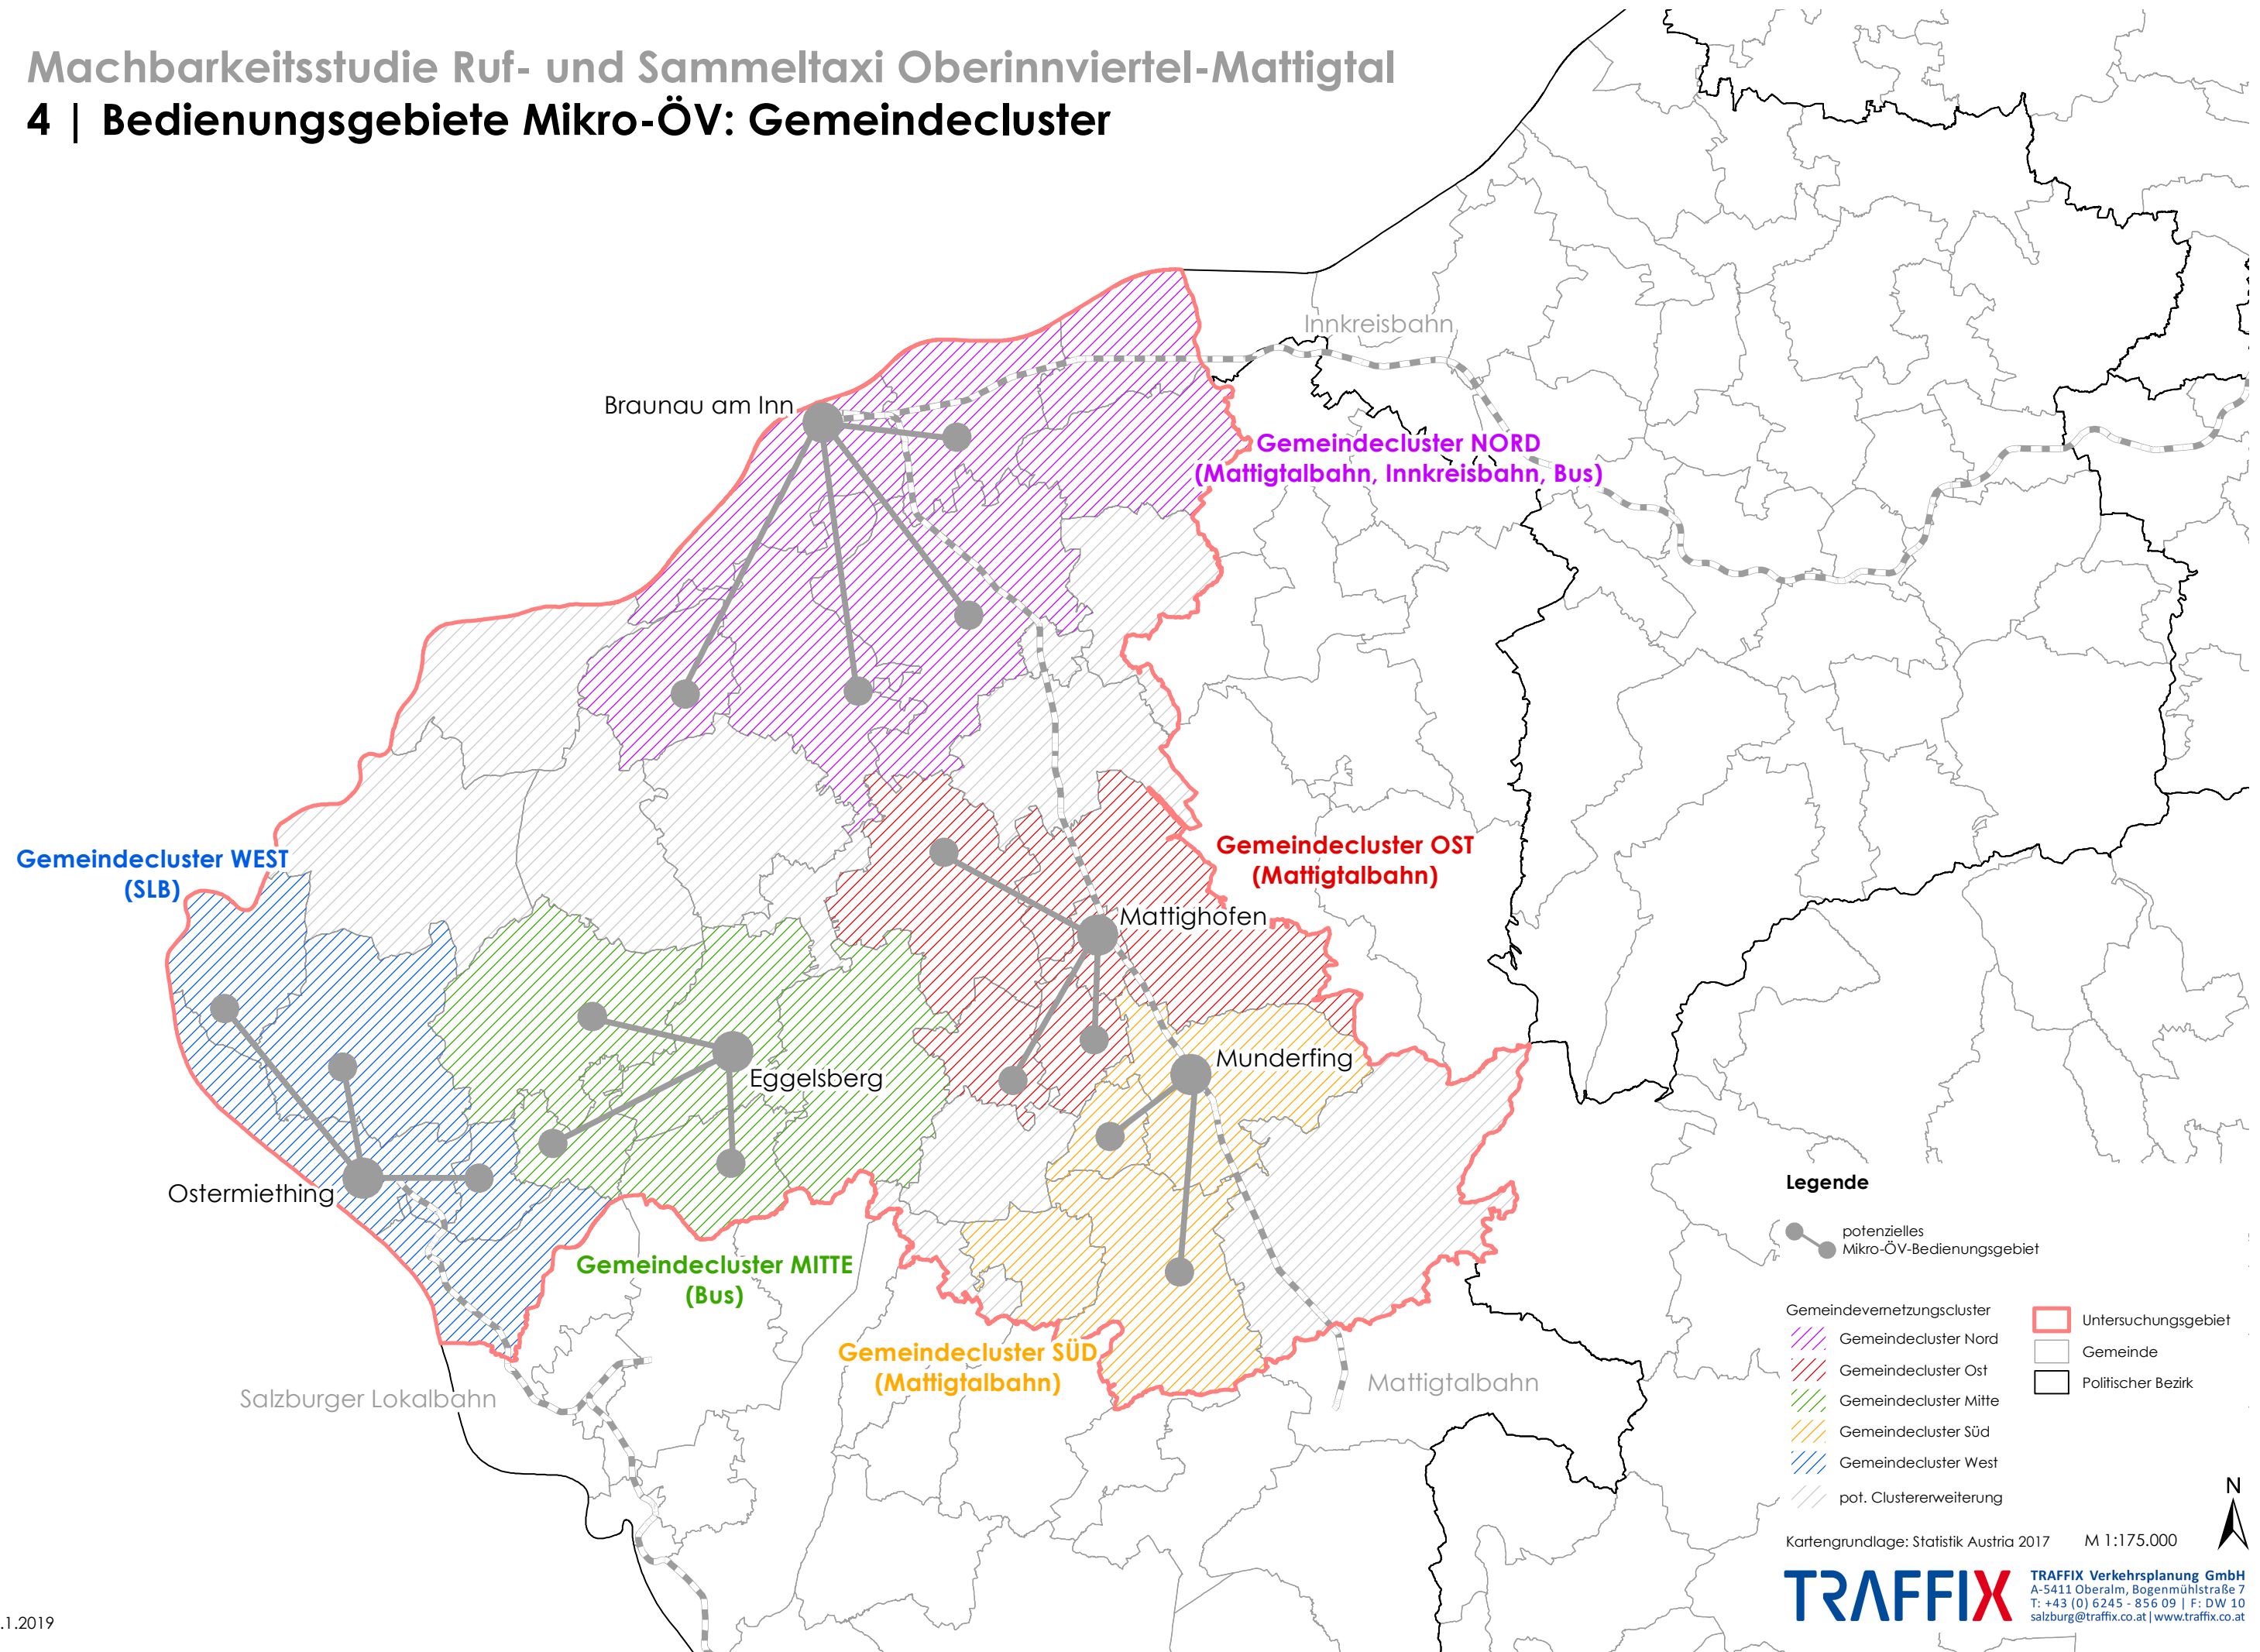 Machbarkeitsstudie Ruf- und Sammeltaxi Oberinnviertel-Mattigtal
4 | Bedienungsgebiete Mikro-ÖV: Gemeindecluster
Innkreisbahn
Braunau am Inn
Gemeindecluster NORD
(Mattigtalbahn, Innkreisbahn, Bus)
Gemeindecluster WEST
(SLB)
Gemeindecluster OST
(Mattigtalbahn)
Mattighofen
Munderfing
Eggelsberg
Ostermiething
Gemeindecluster MITTE
(Bus)
Gemeindecluster SÜD
(Mattigtalbahn)
Mattigtalbahn
Salzburger Lokalbahn
Legende
potenzielles
Mikro-ÖV-Bedienungsgebiet
Gemeindevernetzungscluster
Gemeindecluster Nord
Gemeindecluster Ost
Gemeindecluster Mitte
Gemeindecluster Süd
Gemeindecluster West
pot. Clustererweiterung
Untersuchungsgebiet
Gemeinde
Politischer Bezirk
N
Kartengrundlage: Statistik Austria 2017 M 1:175.000
TRAFFIX
TRAFFIX Verkehrsplanung GmbH
A-5411 Oberalm, Bogenmühlstraße 7
T: +43 (0) 6245 - 856 09 | F: DW 10
salzburg@traffix.co.at|www.traffix.co.at
.1.2019